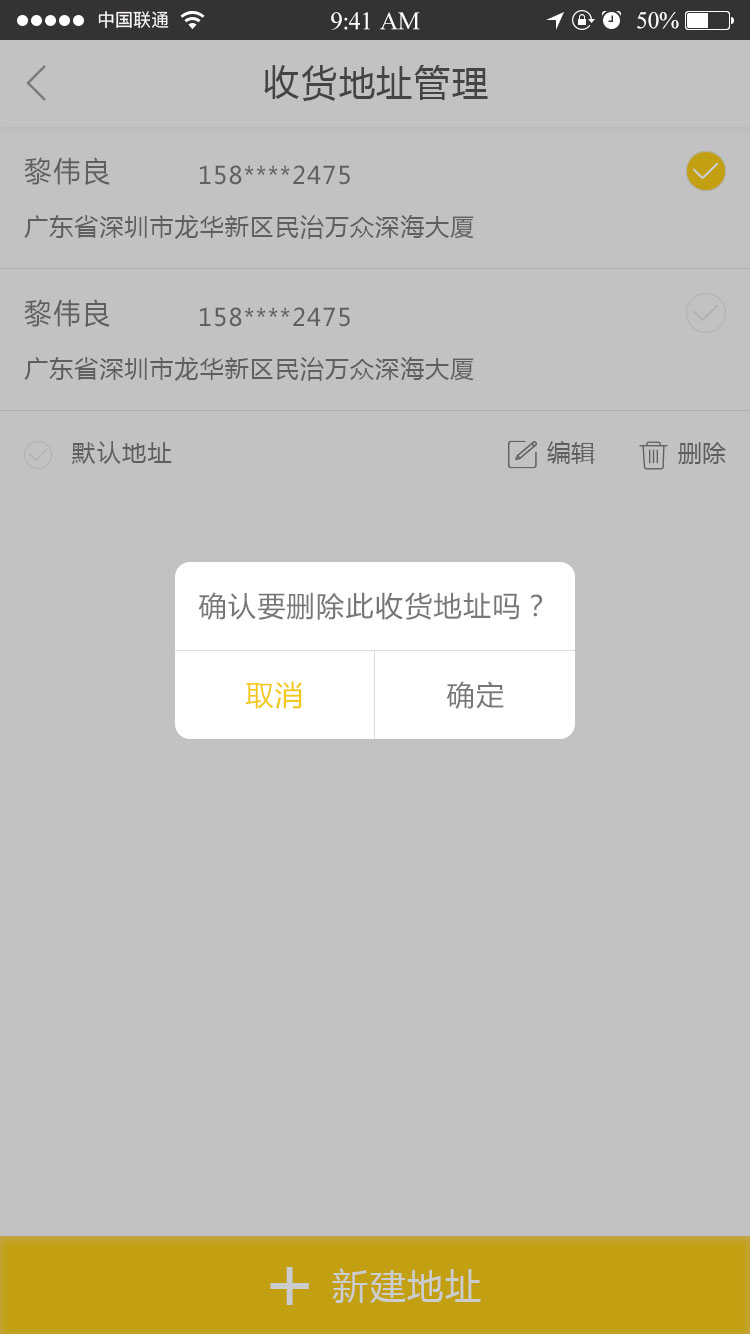 中国联通 9:41 AM 50%
收货地址管理
黎伟良 158****2475
广东省深圳市龙华新区民治万众深海大厦
黎伟良 158****2475
广东省深圳市龙华新区民治万众深海大厦
默认地址 编辑 删除
确认要删除此收货地址吗？
取消 确定
新建地址